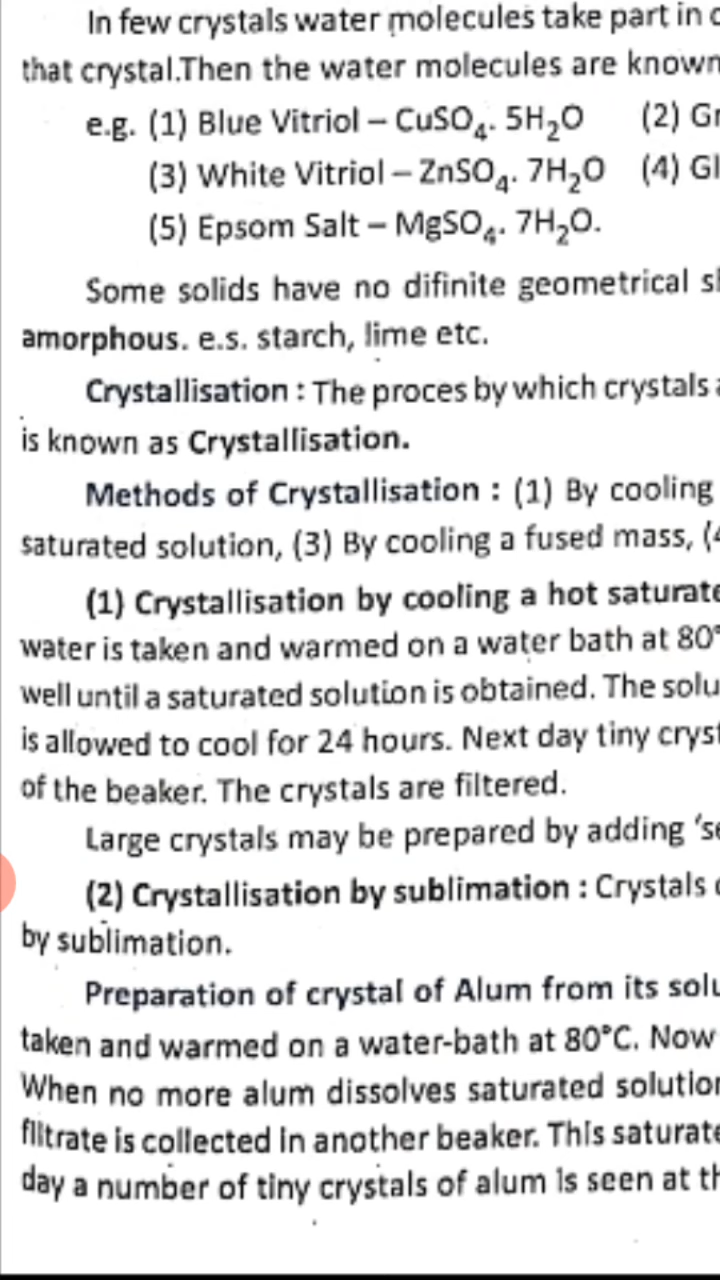 In few crystals water molecules take part in
that crystal.Then the water molecules are known
e.g. (1) Blue Vitriol – CuSO₄. 5H₂O (2) Gr
(3) White Vitriol – ZnSO₄. 7H₂O (4) Gl
(5) Epsom Salt – MgSO₄. 7H₂O.
Some solids have no difinite geometrical
amorphous. e.s. starch, lime etc.
Crystallisation : The proces by which crystals
is known as Crystallisation.
Methods of Crystallisation : (1) By cooling
saturated solution, (3) By cooling a fused mass,
(1) Crystallisation by cooling a hot saturate
water is taken and warmed on a water bath at 80°
well until a saturated solution is obtained. The solu
is allowed to cool for 24 hours. Next day tiny cryst
of the beaker. The crystals are filtered.
Large crystals may be prepared by adding 'se
(2) Crystallisation by sublimation : Crystals
by sublimation.
Preparation of crystal of Alum from its solu
taken and warmed on a water-bath at 80°C. Now
When no more alum dissolves saturated solution
filtrate is collected in another beaker. This saturate
day a number of tiny crystals of alum is seen at th